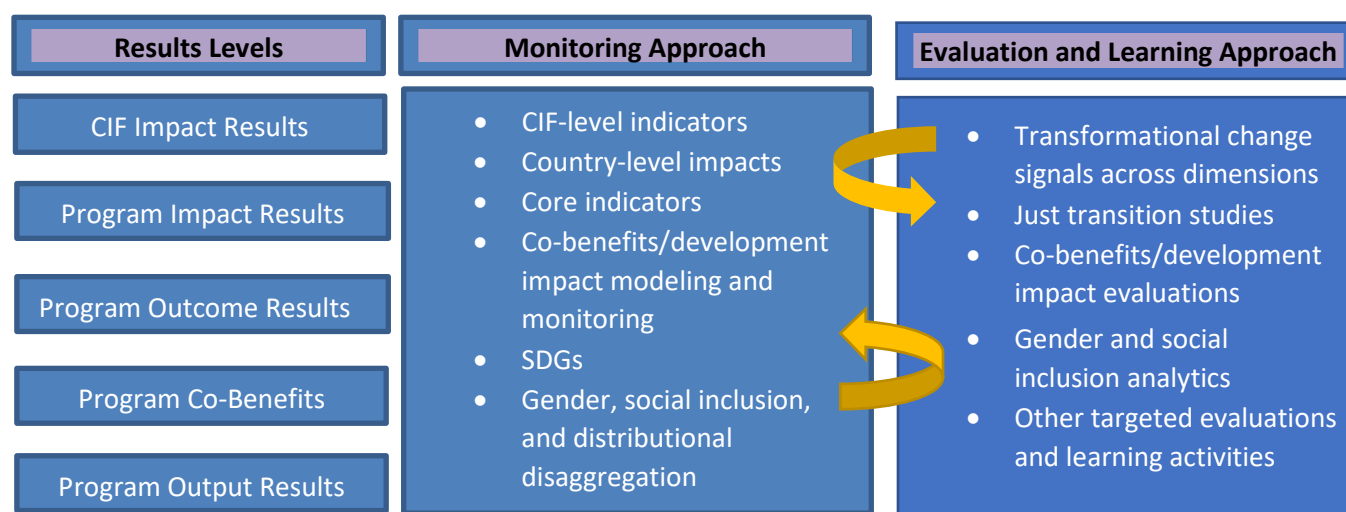 Results Levels
CIF Impact Results
Program Impact Results
Program Outcome Results
Program Co-Benefits
Program Output Results
Monitoring Approach
• CIF-level indicators
• Country-level impacts
• Core indicators
• Co-benefits/development
impact modeling and
monitoring
• SDGs
• Gender, social inclusion,
and distributional
disaggregation
Evaluation and Learning Approach
• Transformational change
signals across dimensions
• Just transition studies
• Co-benefits/development
impact evaluations
• Gender and social
inclusion analytics
• Other targeted evaluations
and learning activities